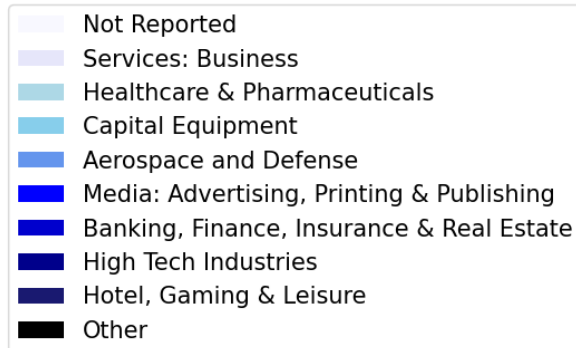 Not Reported
Services: Business
Healthcare & Pharmaceuticals
Capital Equipment
Aerospace and Defense
Media: Advertising, Printing & Publishing
Banking, Finance, Insurance & Real Estate
High Tech Industries
Hotel, Gaming & Leisure
Other